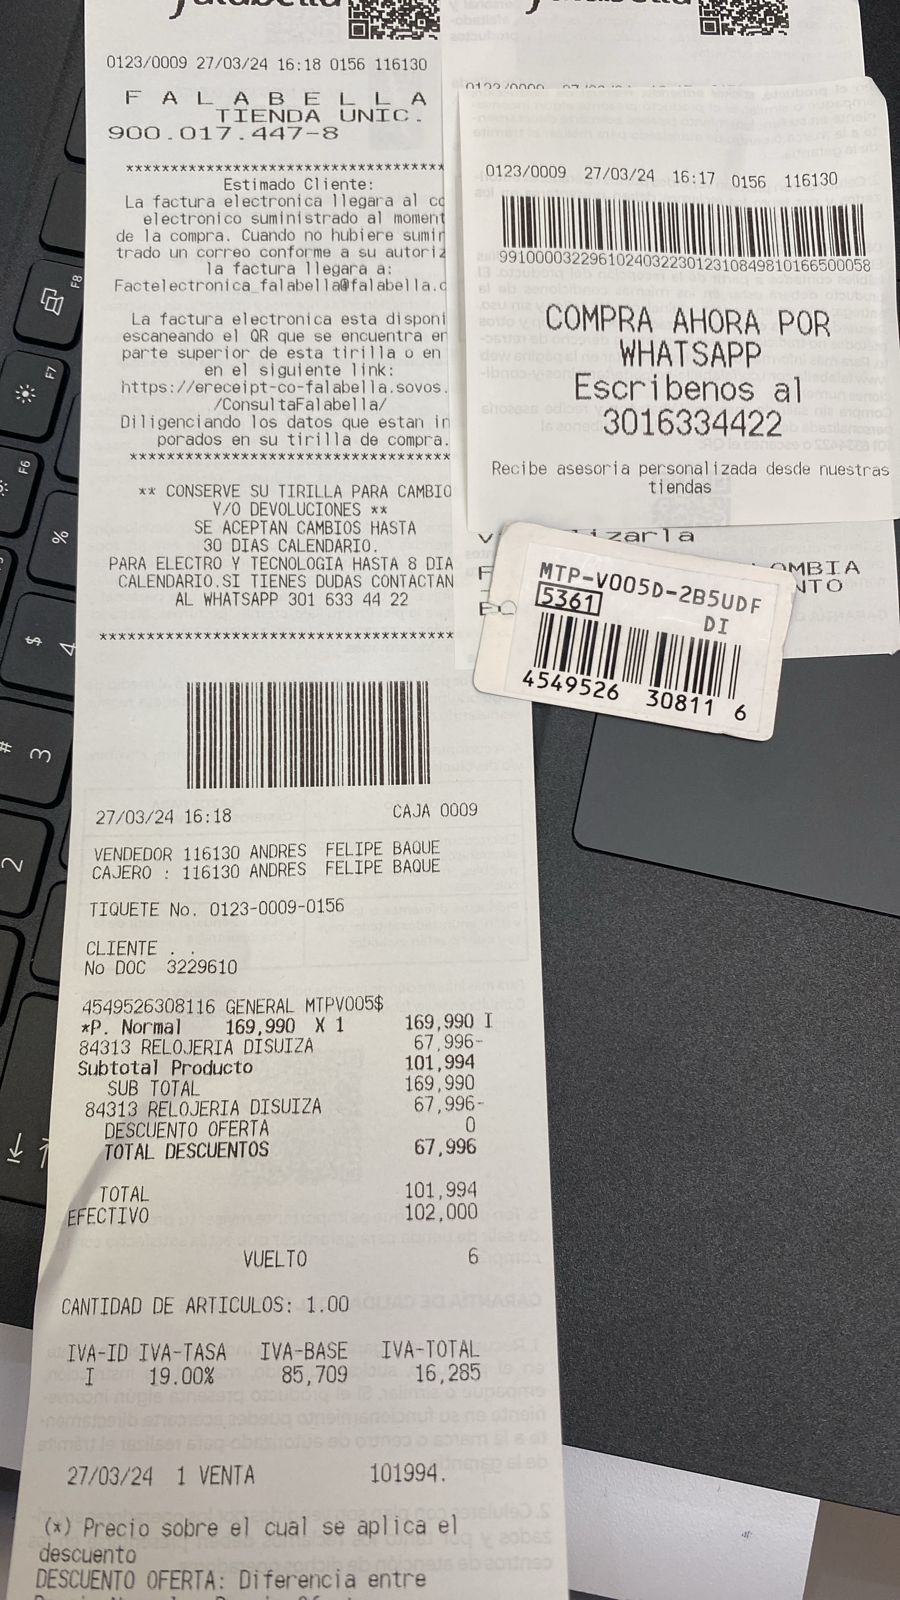 falabella
0123/0009 27/03/24 16:18 0156 116130
F A L A B E L L A
TIENDA UNIC.
900.017.447-8
****************************************
Estimado Cliente:
La factura electronica llegara al co
electronico suministrado al moment
de la compra. Cuando no hubiere sumin
trado un correo conforme a su autoriz
la factura llegara a:
Factelectronica_falabella@falabella.c
La factura electronica esta disponi
escaneando el QR que se encuentra en
parte superior de esta tirilla o en
en el siguiente link:
https://ereceipt-co-falabella.sovos.
/ConsultaFalabella/
Diligenciando los datos que estan in
porados en su tirilla de compra.
****************************************
** CONSERVE SU TIRILLA PARA CAMBIO
Y/O DEVOLUCIONES **
SE ACEPTAN CAMBIOS HASTA
30 DIAS CALENDARIO.
PARA ELECTRO Y TECNOLOGIA HASTA 8 DIA
CALENDARIO.SI TIENES DUDAS CONTACTAN
AL WHATSAPP 301 633 44 22
****************************************
27/03/24 16:18 CAJA 0009
VENDEDOR 116130 ANDRES FELIPE BAQUE
CAJERO : 116130 ANDRES FELIPE BAQUE
TIQUETE No. 0123-0009-0156
CLIENTE . .
No DOC 3229610
4549526308116 GENERAL MTPV005$
*P. Normal 169,990 X 1 169,990 I
84313 RELOJERIA DISUIZA 67,996-
Subtotal Producto 101,994
SUB TOTAL 169,990
84313 RELOJERIA DISUIZA 67,996-
DESCUENTO OFERTA 0
TOTAL DESCUENTOS 67,996
TOTAL 101,994
EFECTIVO 102,000
VUELTO 6
CANTIDAD DE ARTICULOS: 1.00
IVA-ID IVA-TASA IVA-BASE IVA-TOTAL
I 19.00% 85,709 16,285
27/03/24 1 VENTA 101994.
(*) Precio sobre el cual se aplica el
descuento
DESCUENTO OFERTA: Diferencia entre
0123/0009 27/03/24 16:17 0156 116130
991000032296102403223012310849810166500058
COMPRA AHORA POR
WHATSAPP
Escribenos al
3016334422
Recibe asesoria personalizada desde nuestras
tiendas
MTP-V005D-2B5UDF
5361 DI
4549526 30811 6
F8
F7
F6
%
$ 4
# 3
2